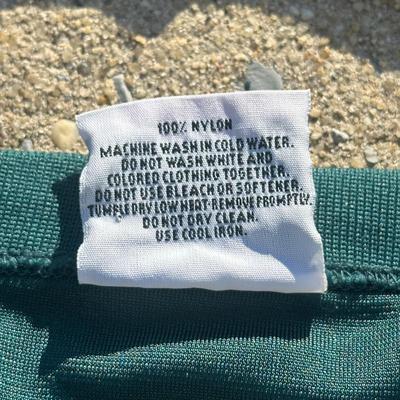 100% NYLON
MACHINE WASH IN COLD WATER.
DO NOT WASH WHITE AND
COLORED CLOTHING TOGETHER.
DO NOT USE BLEACH OR SOFTENER.
TUMPLE DRY LOW HEAT-REMOVE PROMPTLY.
DO NOT DRY CLEAN.
USE COOL IRON.